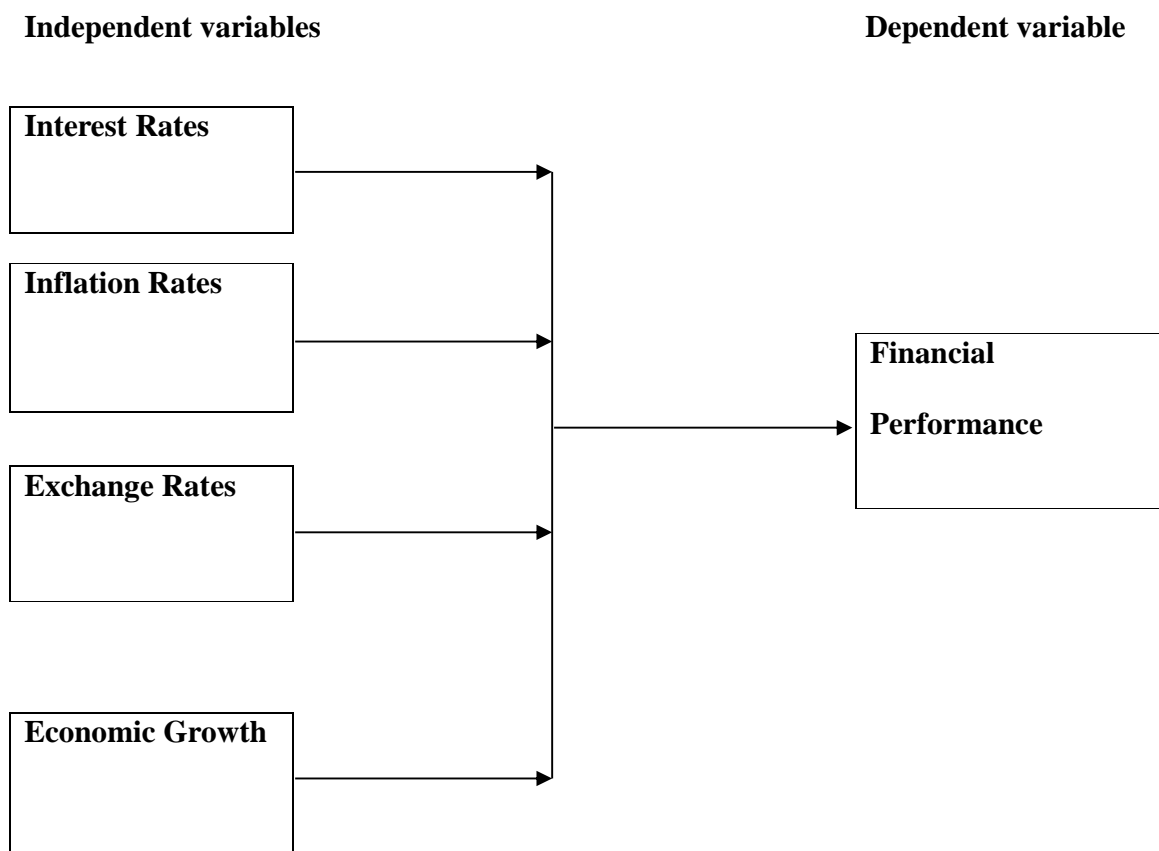 Independent variables
Dependent variable
Interest Rates
Inflation Rates
Exchange Rates
Economic Growth
Financial
Performance